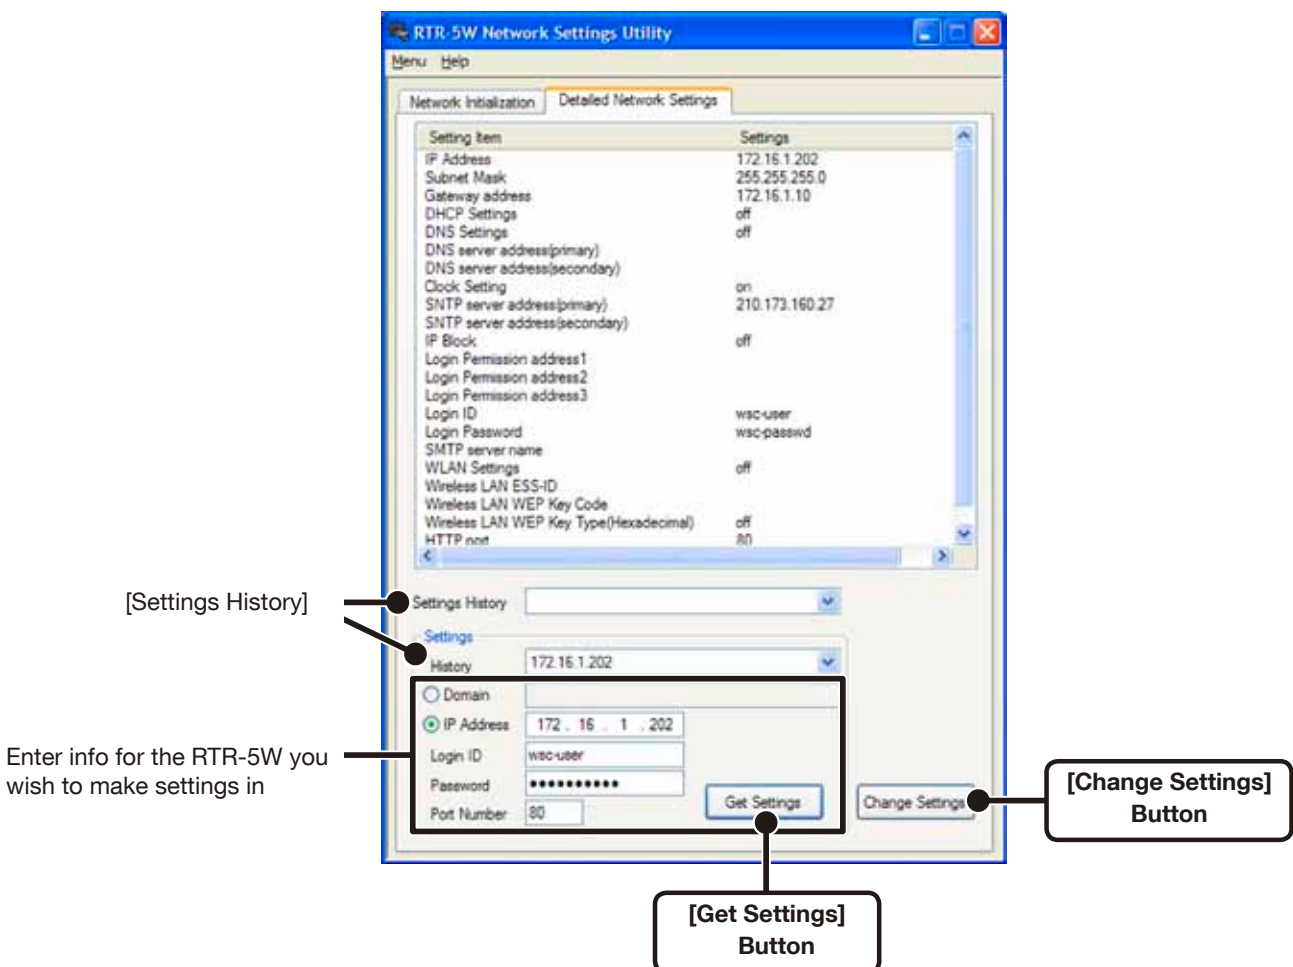 RTR-5W Network Settings Utility
Menu Help
Network Initialization Detailed Network Settings
Setting Item Settings
IP Address 172.16.1.202
Subnet Mask 255.255.255.0
Gateway address 172.16.1.10
DHCP Settings off
DNS Settings off
DNS server address(primary)
DNS server address(secondary)
Clock Setting on
SNTP server address(primary) 210.173.160.27
SNTP server address(secondary)
IP Block off
Login Permission address1
Login Permission address2
Login Permission address3
Login ID wsc-user
Login Password wsc-passwd
SMTP server name
WLAN Settings off
Wireless LAN ESS-ID
Wireless LAN WEP Key Code
Wireless LAN WEP Key Type(Hexadecimal) off
HTTP port 80
[Settings History] Settings History
Settings
History 172.16.1.202
Domain
IP Address 172 . 16 . 1 . 202
Enter info for the RTR-5W you
wish to make settings in
Login ID wsc-user
Password ●●●●●●●●●●
Port Number 80
Get Settings Change Settings
[Change Settings]
Button
[Get Settings]
Button